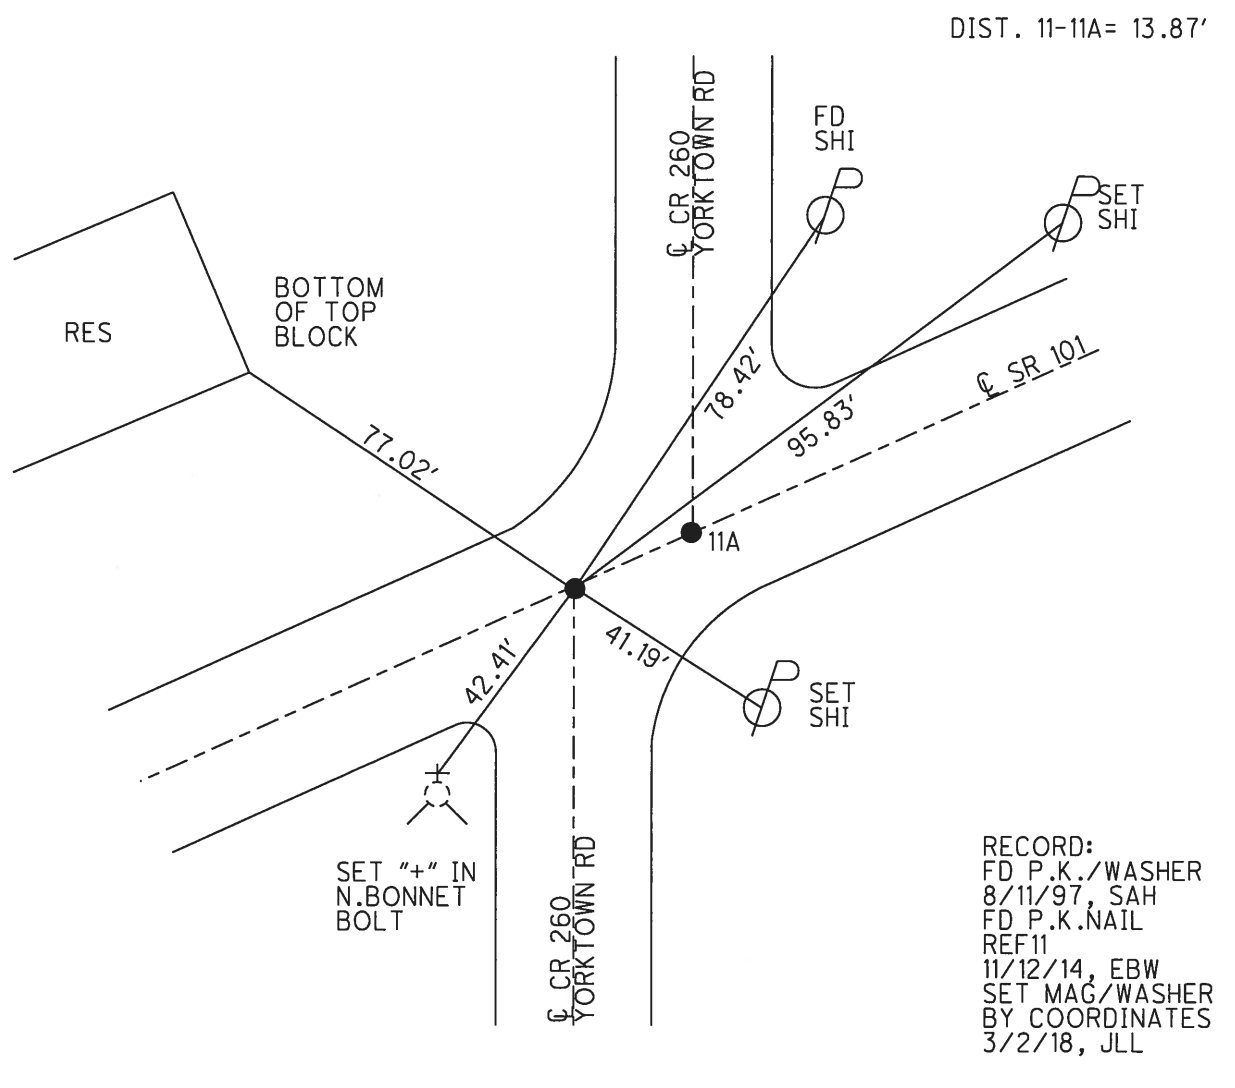 DIST. 11-11A= 13.87'
℄ CR 260
YORKTOWN RD
FD
SHI
SET
SHI
BOTTOM
OF TOP
BLOCK
RES
℄ SR 101
78.42'
95.83'
77.02'
11A
41.19'
42.41'
SET
SHI
SET "+" IN
N.BONNET
BOLT
℄ CR 260
YORKTOWN RD
RECORD:
FD P.K./WASHER
8/11/97, SAH
FD P.K.NAIL
REF11
11/12/14, EBW
SET MAG/WASHER
BY COORDINATES
3/2/18, JLL